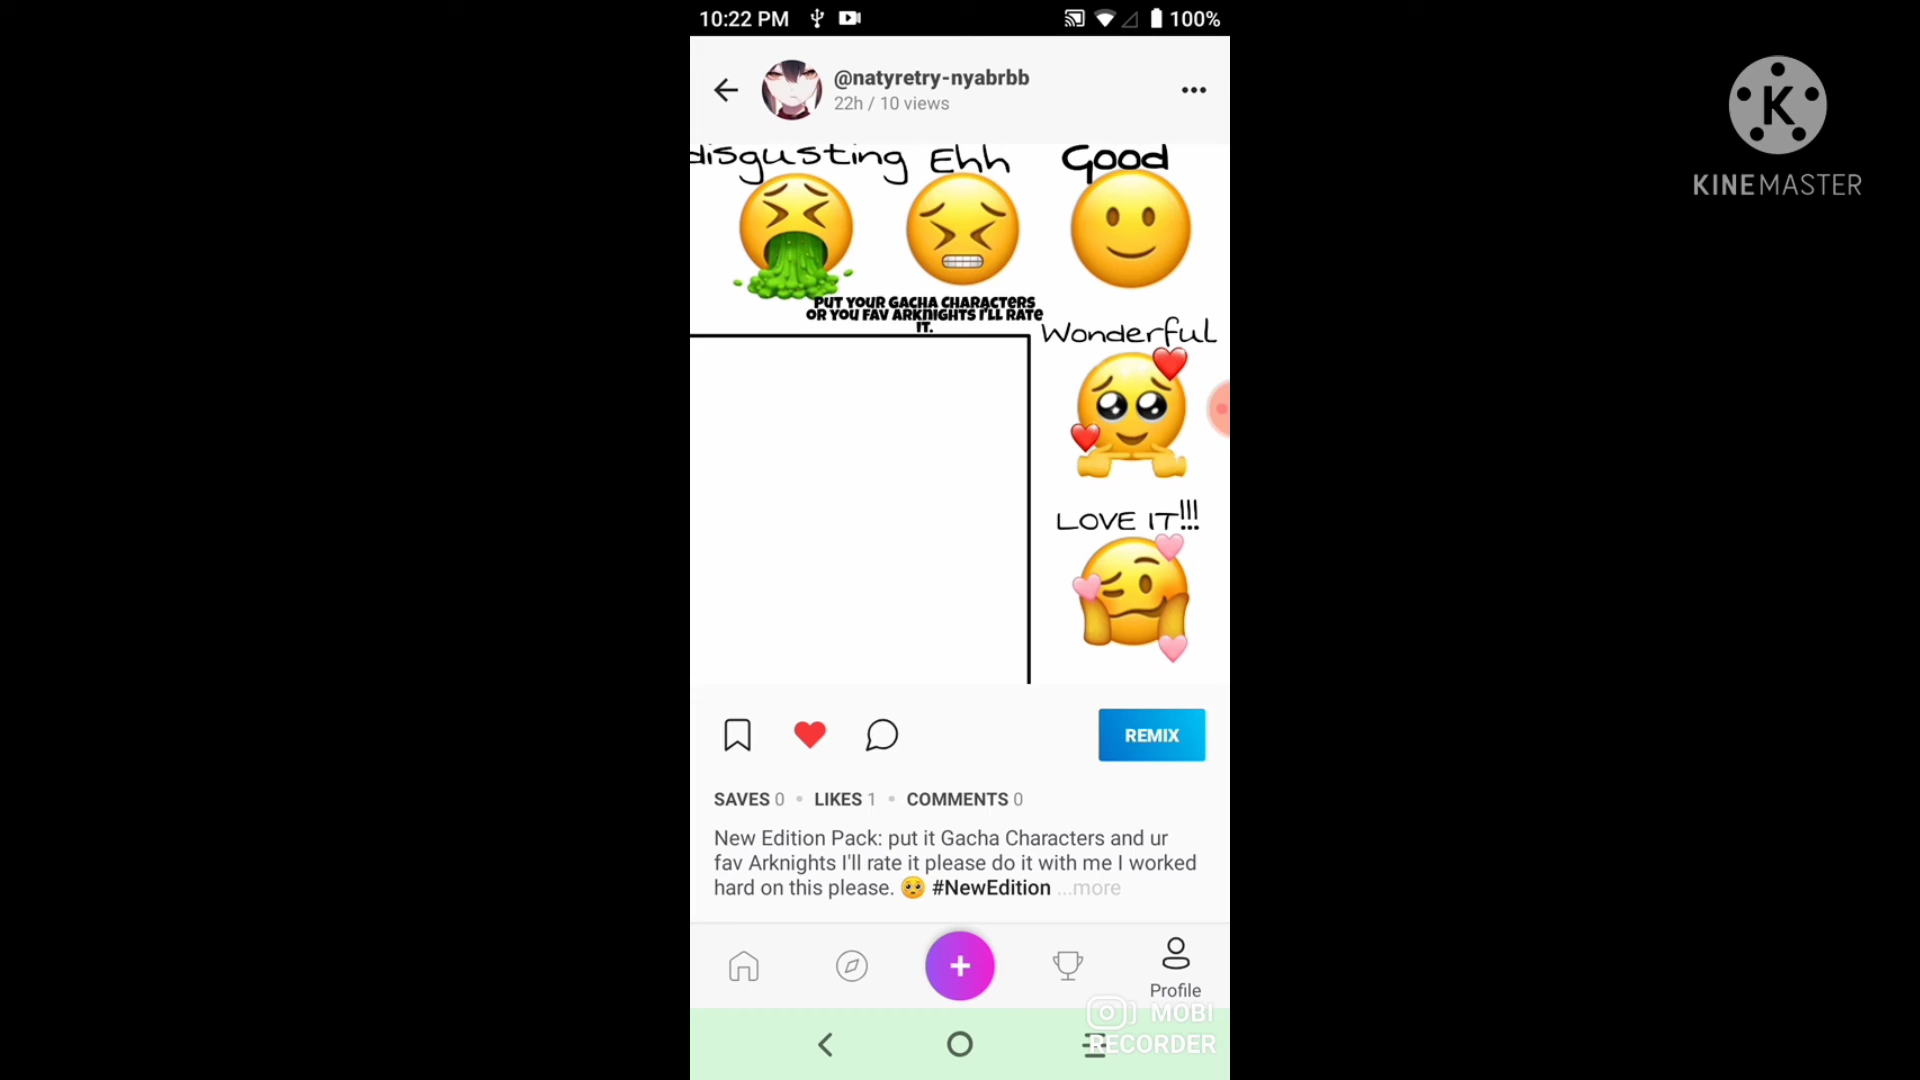 10:22 PM
100%
@natyretry-nyabrbb
22h / 10 views
disgusting Ehh Good
PUT YOUR GACHA CHARACTERS
OR YOU FAV ARKNIGHTS I'LL RATE
IT.
Wonderful
LOVE IT!!!
REMIX
SAVES 0 • LIKES 1 • COMMENTS 0
New Edition Pack: put it Gacha Characters and ur
fav Arknights I'll rate it please do it with me I worked
hard on this please. 🥺 #NewEdition ...more
Profile
MOBI
RECORDER
K
KINEMASTER